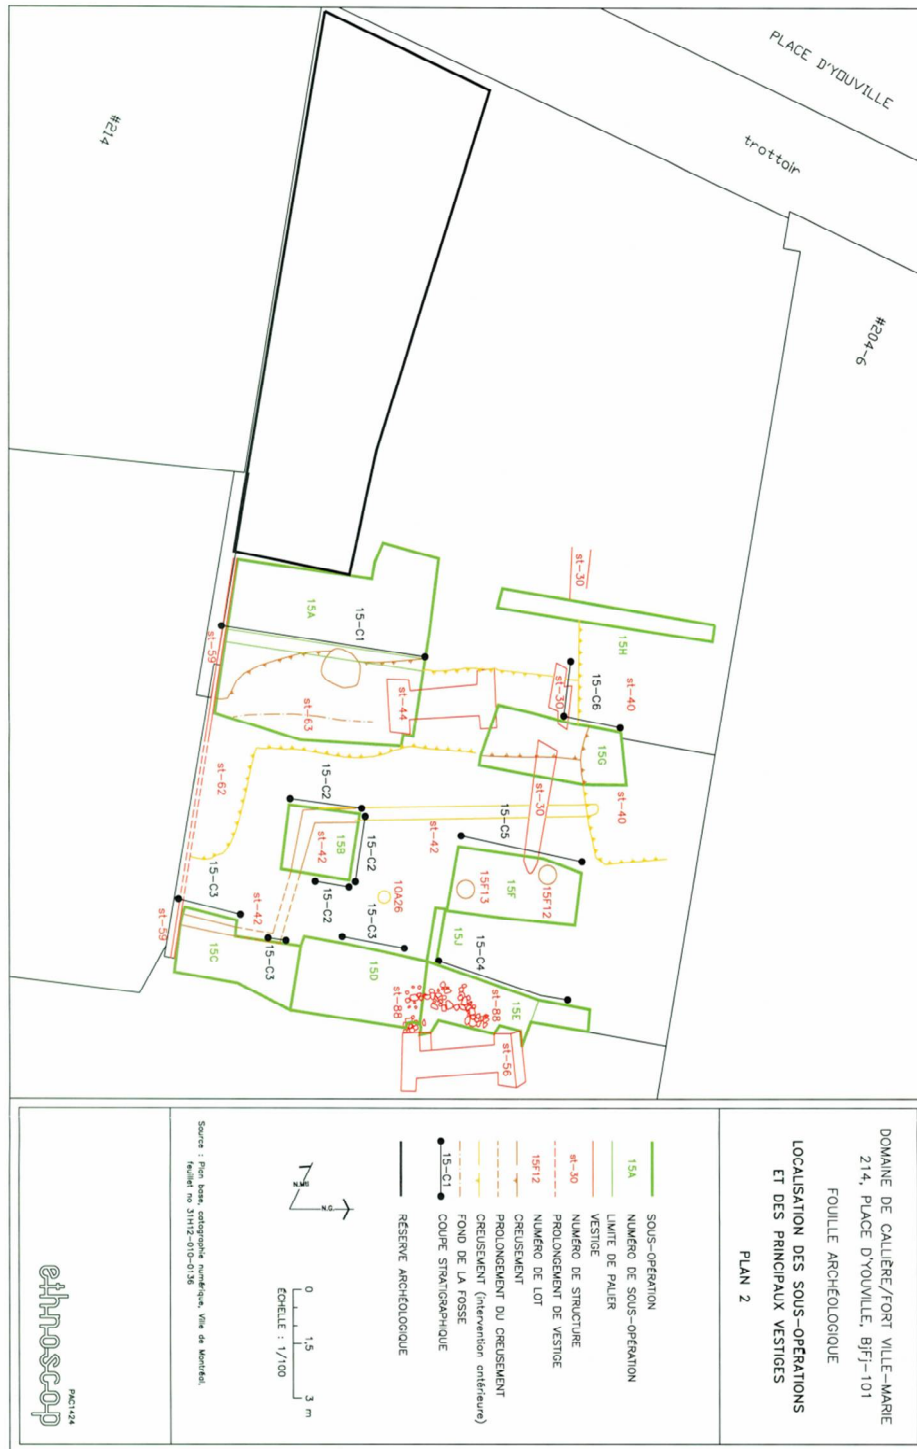 PLACE D'YOUVILLE
trottoir
#214
#204-6
st-30
15H
15A
15-C1
st-59
st-63
st-44
st-30
15-C6
st-40
15G
st-62
15-C2
st-42
15B
15-C2
15-C2
st-42
15-C5
st-30
st-40
10A26
15F13
15F
15F12
15-C3
st-42
st-59
15C
15-C3
15-C3
15D
15J
15-C4
15E
st-88
st-88
st-56
DOMAINE DE CALLIÈRE/FORT VILLE-MARIE
214, PLACE D'YOUVILLE, BjFj-101
FOUILLE ARCHÉOLOGIQUE
LOCALISATION DES SOUS-OPÉRATIONS
ET DES PRINCIPAUX VESTIGES
PLAN 2
SOUS-OPÉRATION
15A NUMÉRO DE SOUS-OPÉRATION
LIMITE DE PALIER
VESTIGE
st-30 NUMÉRO DE STRUCTURE
PROLONGEMENT DE VESTIGE
15F12 NUMÉRO DE LOT
CREUSEMENT
PROLONGEMENT DU CREUSEMENT
CREUSEMENT (intervention antérieure)
FOND DE LA FOSSE
15-C1 COUPE STRATIGRAPHIQUE
RÉSERVE ARCHÉOLOGIQUE
N.G.
0 1,5 3 m
ÉCHELLE : 1/100
Source : Plan base, catographie numérique, Ville de Montréal,
feuillet no 31H12-010-0136
ethnoscop
PAC1424